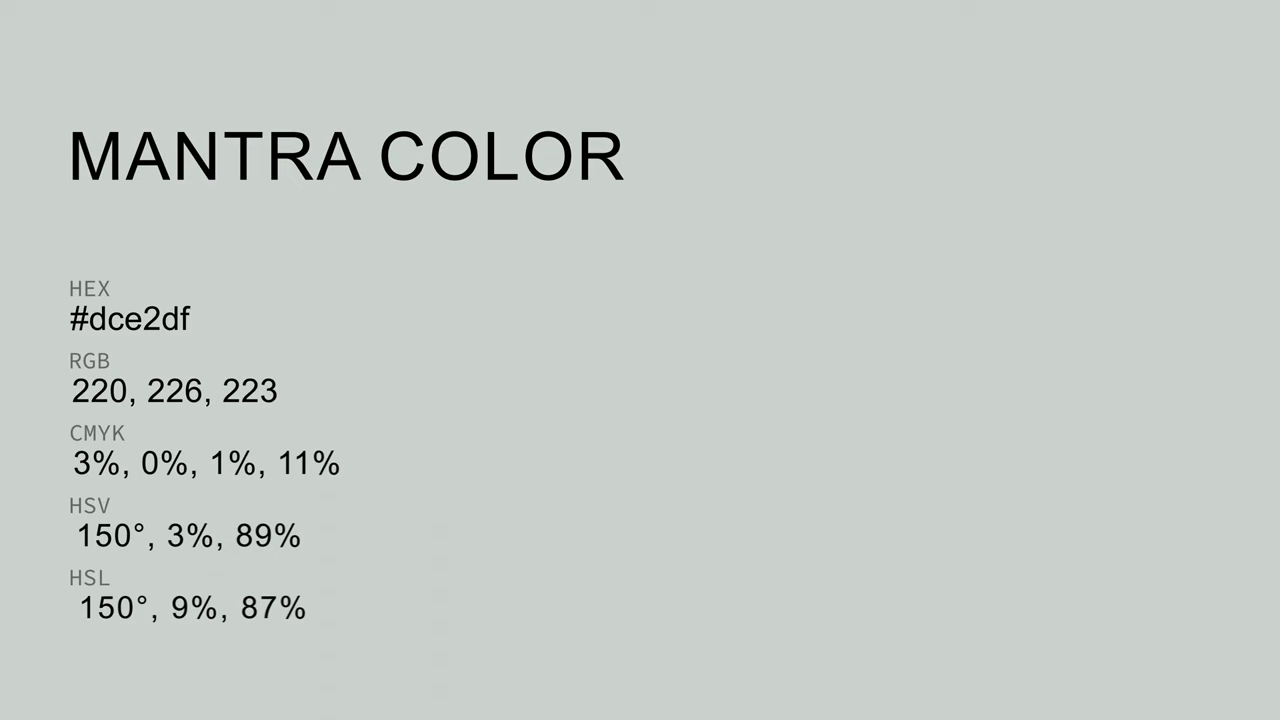 MANTRA COLOR
HEX
#dce2df
RGB
220, 226, 223
CMYK
3%, 0%, 1%, 11%
HSV
150°, 3%, 89%
HSL
150°, 9%, 87%